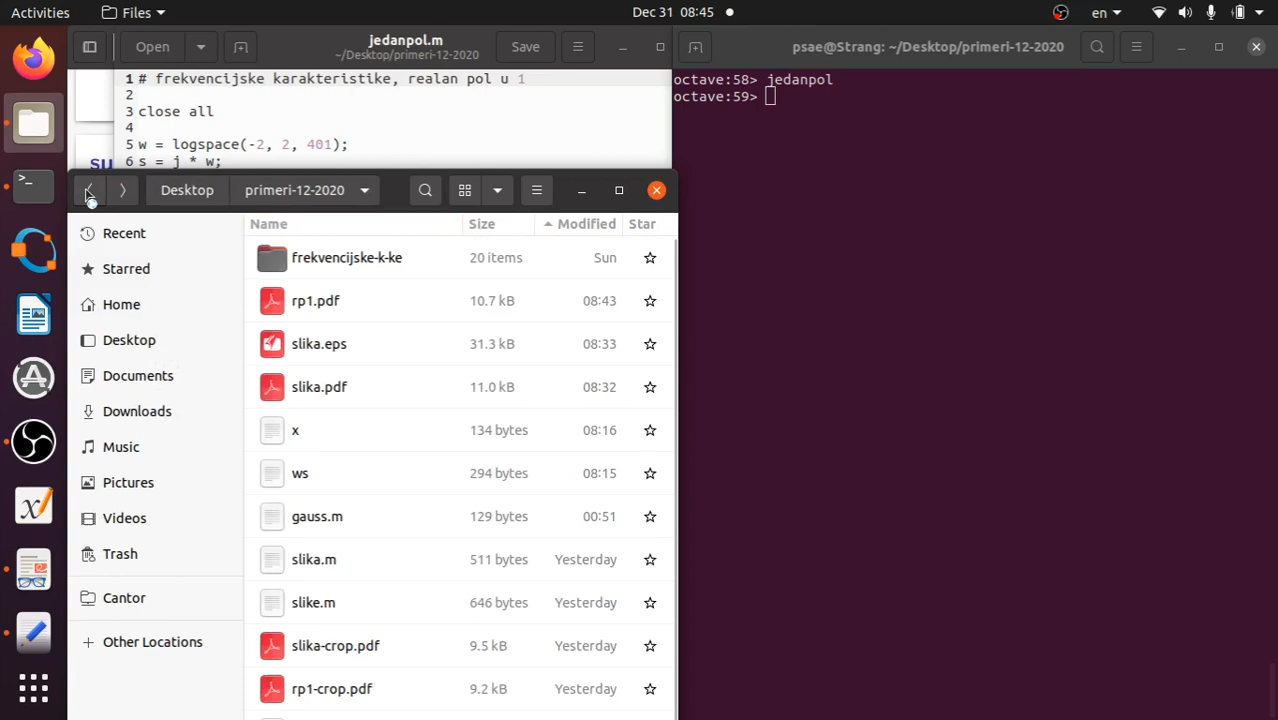 Activities
Files
Dec 31 08:45
en
Open
jedanpol.m
~/Desktop/primeri-12-2020
Save
psae@Strang: ~/Desktop/primeri-12-2020
1 # frekvencijske karakteristike, realan pol u 1
2
3 close all
4
5 w = logspace(-2, 2, 401);
6 s = j * w;
su
octave:58> jedanpol
octave:59>
Desktop
primeri-12-2020
Name Size Modified Star
Recent
Starred
Home
Desktop
Documents
Downloads
Music
Pictures
Videos
Trash
Cantor
+ Other Locations
frekvencijske-k-ke 20 items Sun
rp1.pdf 10.7 kB 08:43
slika.eps 31.3 kB 08:33
slika.pdf 11.0 kB 08:32
x 134 bytes 08:16
ws 294 bytes 08:15
gauss.m 129 bytes 00:51
slika.m 511 bytes Yesterday
slike.m 646 bytes Yesterday
slika-crop.pdf 9.5 kB Yesterday
rp1-crop.pdf 9.2 kB Yesterday